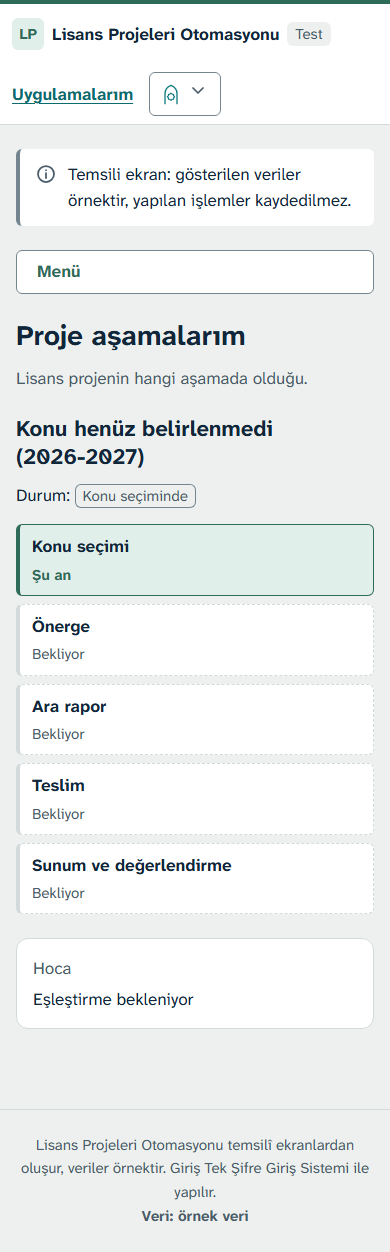 LP Lisans Projeleri Otomasyonu Test
Uygulamalarım
Temsili ekran: gösterilen veriler
örnektir, yapılan işlemler kaydedilmez.
Menü
Proje aşamalarım
Lisans projenin hangi aşamada olduğu.
Konu henüz belirlenmedi
(2026-2027)
Durum: Konu seçiminde
Konu seçimi
Şu an
Önerge
Bekliyor
Ara rapor
Bekliyor
Teslim
Bekliyor
Sunum ve değerlendirme
Bekliyor
Hoca
Eşleştirme bekleniyor
Lisans Projeleri Otomasyonu temsilî ekranlardan
oluşur, veriler örnektir. Giriş Tek Şifre Giriş Sistemi ile
yapılır.
Veri: örnek veri